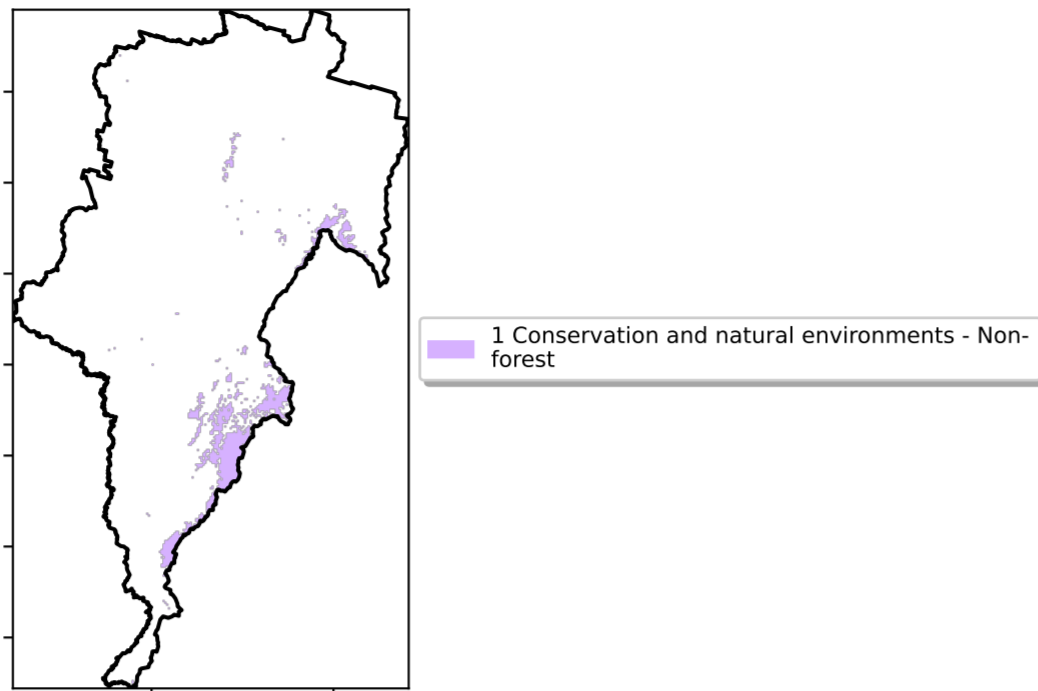 1 Conservation and natural environments - Non-
forest